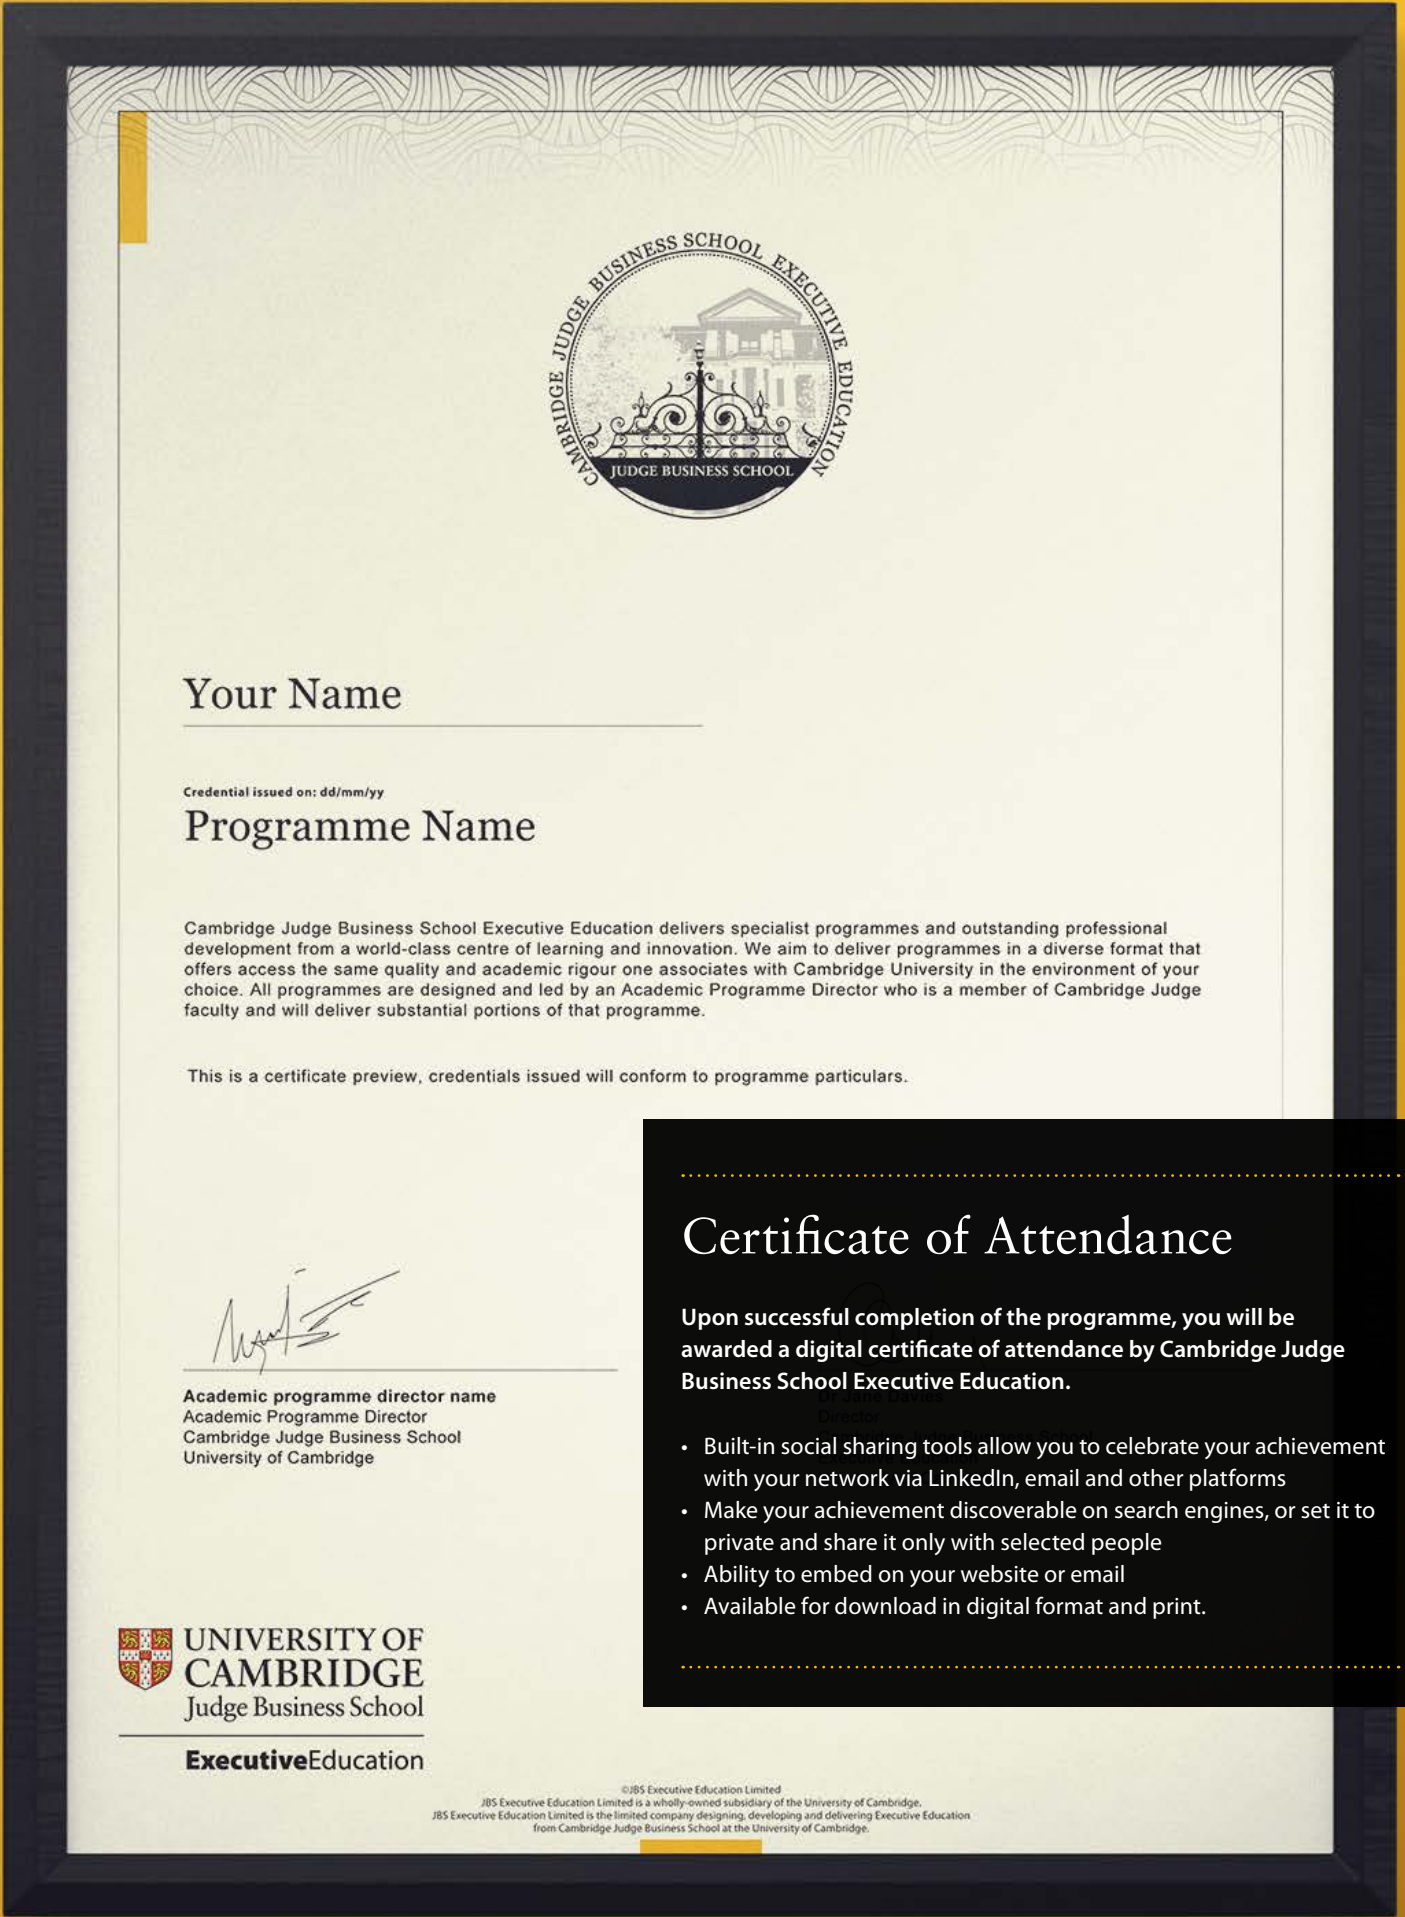 CAMBRIDGE JUDGE BUSINESS SCHOOL EXECUTIVE EDUCATION
JUDGE BUSINESS SCHOOL
Your Name
Credential issued on: dd/mm/yy
Programme Name
Cambridge Judge Business School Executive Education delivers specialist programmes and outstanding professional
development from a world-class centre of learning and innovation. We aim to deliver programmes in a diverse format that
offers access the same quality and academic rigour one associates with Cambridge University in the environment of your
choice. All programmes are designed and led by an Academic Programme Director who is a member of Cambridge Judge
faculty and will deliver substantial portions of that programme.
This is a certificate preview, credentials issued will conform to programme particulars.
Academic programme director name
Academic Programme Director
Cambridge Judge Business School
University of Cambridge
Director
Certificate of Attendance
Upon successful completion of the programme, you will be
awarded a digital certificate of attendance by Cambridge Judge
Business School Executive Education.
• Built-in social sharing tools allow you to celebrate your achievement
with your network via LinkedIn, email and other platforms
• Make your achievement discoverable on search engines, or set it to
private and share it only with selected people
• Ability to embed on your website or email
• Available for download in digital format and print.
UNIVERSITY OF
CAMBRIDGE
Judge Business School
ExecutiveEducation
©JBS Executive Education Limited
JBS Executive Education Limited is a wholly-owned subsidiary of the University of Cambridge.
JBS Executive Education Limited is the limited company designing, developing and delivering Executive Education
from Cambridge Judge Business School at the University of Cambridge.